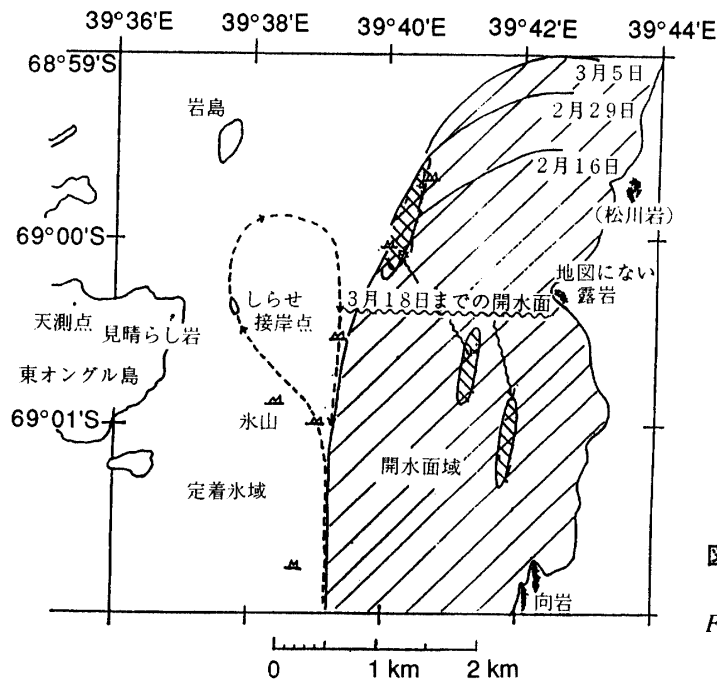 39°36'E 39°38'E 39°40'E 39°42'E 39°44'E
68°59'S
3月5日
岩島
2月29日
2月16日
(松川岩)
69°00'S
地図にない
露岩
しらせ
接岸点
3月18日までの開水面
天測点
見晴らし岩
東オングル島
69°01'S
氷山
開水面域
定着氷域
図
向岩
F
0 1 km 2 km